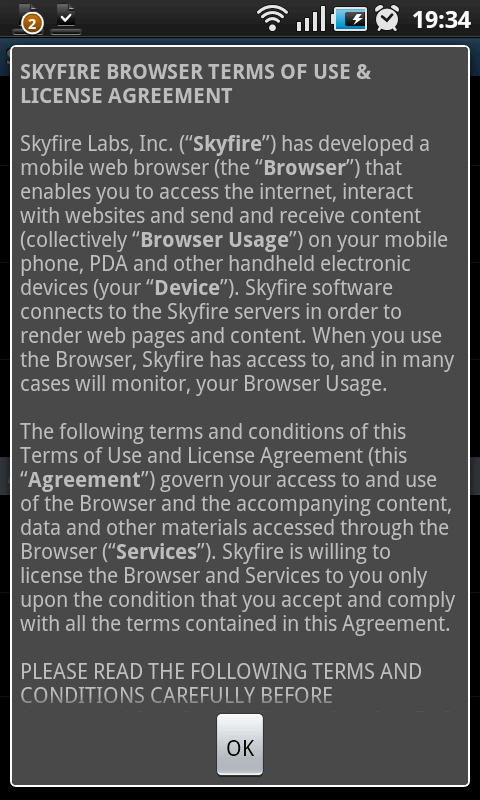 2
19:34
SKYFIRE BROWSER TERMS OF USE &
LICENSE AGREEMENT
Skyfire Labs, Inc. (“Skyfire”) has developed a
mobile web browser (the “Browser”) that
enables you to access the internet, interact
with websites and send and receive content
(collectively “Browser Usage”) on your mobile
phone, PDA and other handheld electronic
devices (your “Device”). Skyfire software
connects to the Skyfire servers in order to
render web pages and content. When you use
the Browser, Skyfire has access to, and in many
cases will monitor, your Browser Usage.
The following terms and conditions of this
Terms of Use and License Agreement (this
“Agreement”) govern your access to and use
of the Browser and the accompanying content,
data and other materials accessed through the
Browser (“Services”). Skyfire is willing to
license the Browser and Services to you only
upon the condition that you accept and comply
with all the terms contained in this Agreement.
PLEASE READ THE FOLLOWING TERMS AND
CONDITIONS CAREFULLY BEFORE
OK